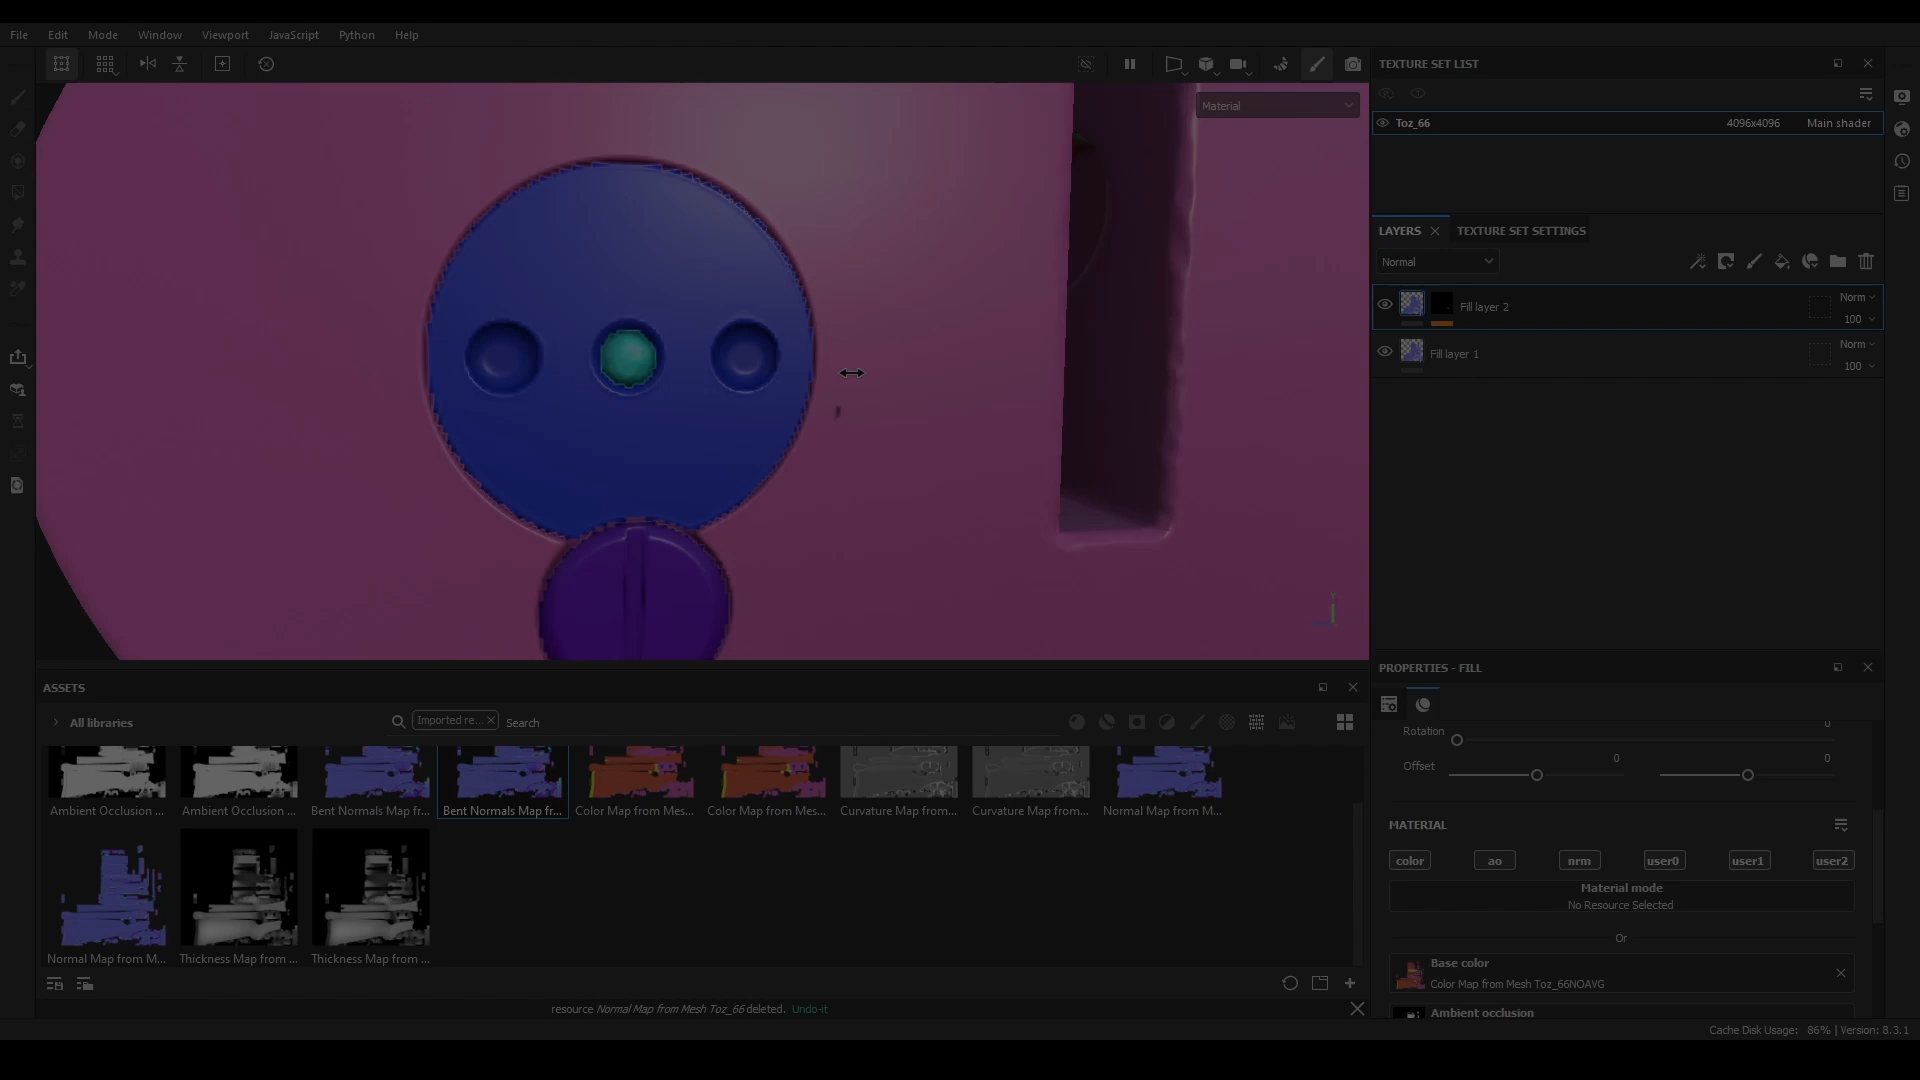 File Edit Mode Window Viewport JavaScript Python Help
Material
TEXTURE SET LIST
Toz_66 4096x4096 Main shader
LAYERS TEXTURE SET SETTINGS
Normal
Fill layer 2 Norm 100
Fill layer 1 Norm 100
Y
PROPERTIES - FILL
Rotation 0
Offset 0 0
MATERIAL
color ao nrm user0 user1 user2
Material mode
No Resource Selected
Or
Base color
Color Map from Mesh Toz_66NOAVG
Ambient occlusion
ASSETS
All libraries
Imported re... Search
Ambient Occlusion ... Ambient Occlusion ... Bent Normals Map fr... Bent Normals Map fr... Color Map from Mes... Color Map from Mes... Curvature Map from... Curvature Map from... Normal Map from M...
Normal Map from M... Thickness Map from ... Thickness Map from ...
resource Normal Map from Mesh Toz_66 deleted. Undo-it
Cache Disk Usage: 86% | Version: 8.3.1